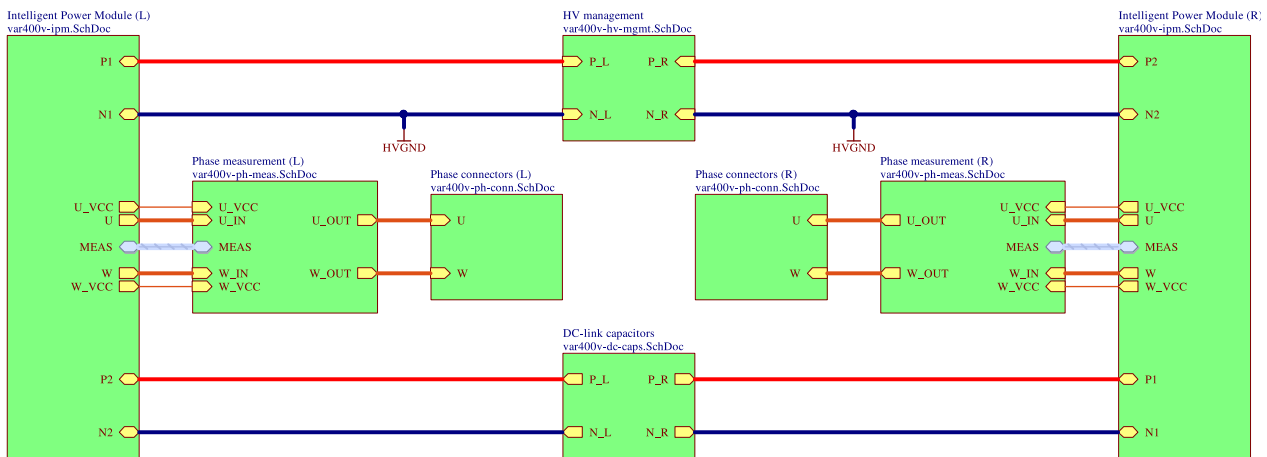 Intelligent Power Module (L)
var400v-ipm.SchDoc
HV management
var400v-hv-mgmt.SchDoc
Intelligent Power Module (R)
var400v-ipm.SchDoc
P1
P_L
P_R
P2
N1
N_L
N_R
N2
HVGND
HVGND
Phase measurement (L)
var400v-ph-meas.SchDoc
Phase connectors (L)
var400v-ph-conn.SchDoc
Phase connectors (R)
var400v-ph-conn.SchDoc
Phase measurement (R)
var400v-ph-meas.SchDoc
U_VCC
U_VCC
U_VCC
U_VCC
U
U_IN
U_OUT
U
U
U_OUT
U_IN
U
MEAS
MEAS
MEAS
MEAS
W
W_IN
W_OUT
W
W
W_OUT
W_IN
W
W_VCC
W_VCC
W_VCC
W_VCC
DC-link capacitors
var400v-dc-caps.SchDoc
P2
P_L
P_R
P1
N2
N_L
N_R
N1